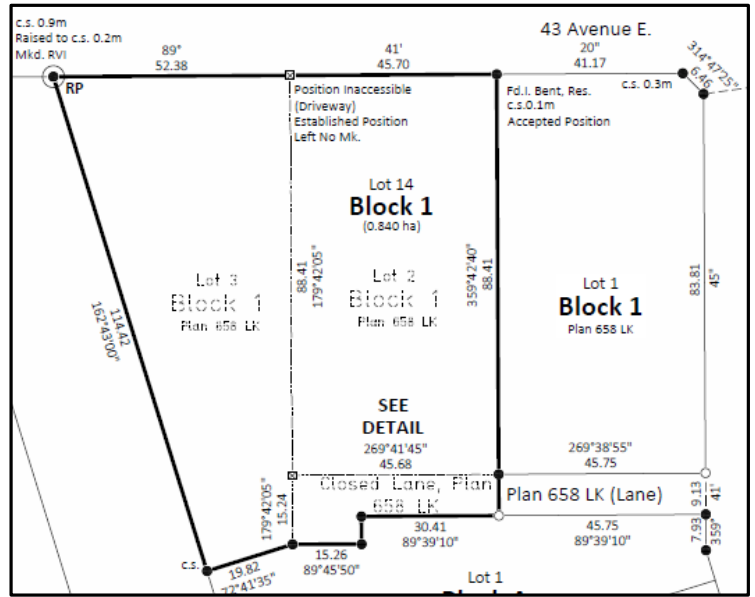 c.s. 0.9m
Raised to c.s. 0.2m
Mkd. RVI
89°
52.38
41'
45.70
43 Avenue E.
20"
41.17
314°47'25"
6.46
c.s. 0.3m
RP
Position Inaccessible
(Driveway)
Established Position
Left No Mk.
Fd.I. Bent, Res.
c.s.0.1m
Accepted Position
Lot 14
Block 1
(0.840 ha)
Lot 3
Block 1
Plan 658 LK
88.41
179°42'05"
Lot 2
Block 1
Plan 658 LK
359°42'40"
88.41
Lot 1
Block 1
Plan 658 LK
83.81
45"
114.42
162°43'00"
SEE
DETAIL
269°41'45"
45.68
269°38'55"
45.75
Closed Lane, Plan
658 LK
Plan 658 LK (Lane)
9.13
41'
179°42'05"
15.24
30.41
89°39'10"
45.75
89°39'10"
7.93
359°
15.26
89°45'50"
c.s.
19.82
72°41'35"
Lot 1